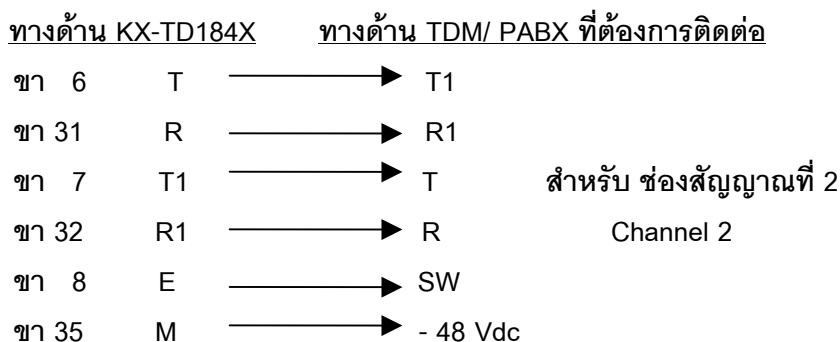 ทางด้าน KX-TD184X ทางด้าน TDM/ PABX ที่ต้องการติดต่อ
ขา 6 T T1
ขา 31 R R1
ขา 7 T1 T สำหรับ ช่องสัญญาณที่ 2
ขา 32 R1 R Channel 2
ขา 8 E SW
ขา 35 M - 48 Vdc